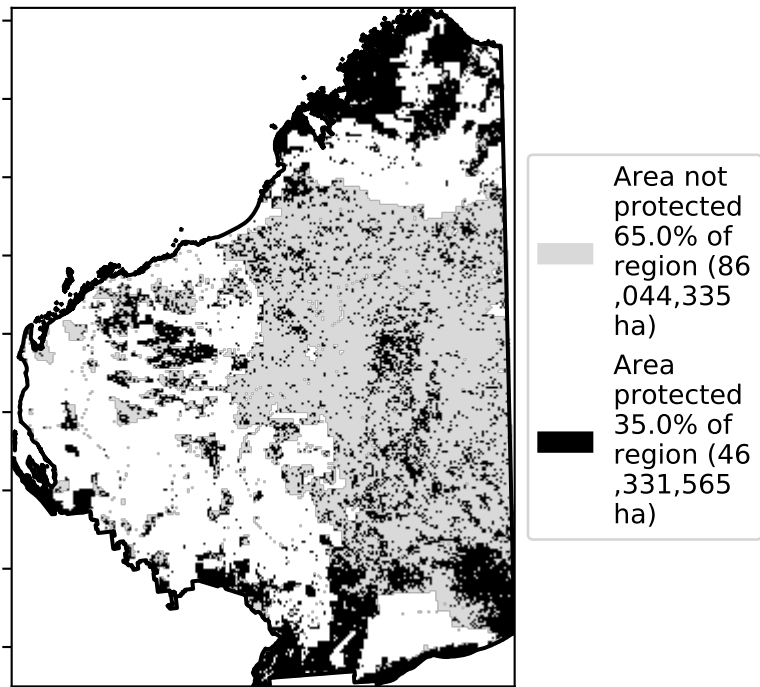 Area not
protected
65.0% of
region (86
,044,335
ha)
Area
protected
35.0% of
region (46
,331,565
ha)